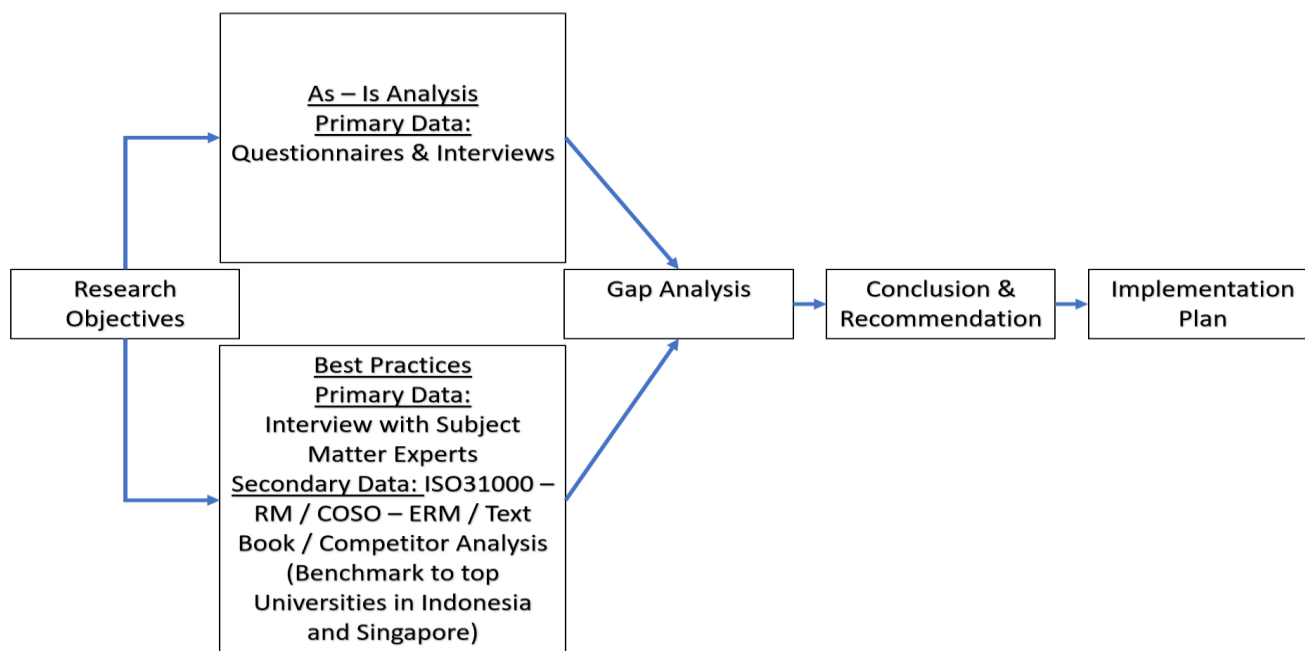 Research
Objectives
As – Is Analysis
Primary Data:
Questionnaires & Interviews
Best Practices
Primary Data:
Interview with Subject
Matter Experts
Secondary Data: ISO31000 –
RM / COSO – ERM / Text
Book / Competitor Analysis
(Benchmark to top
Universities in Indonesia
and Singapore)
Gap Analysis
Conclusion &
Recommendation
Implementation
Plan